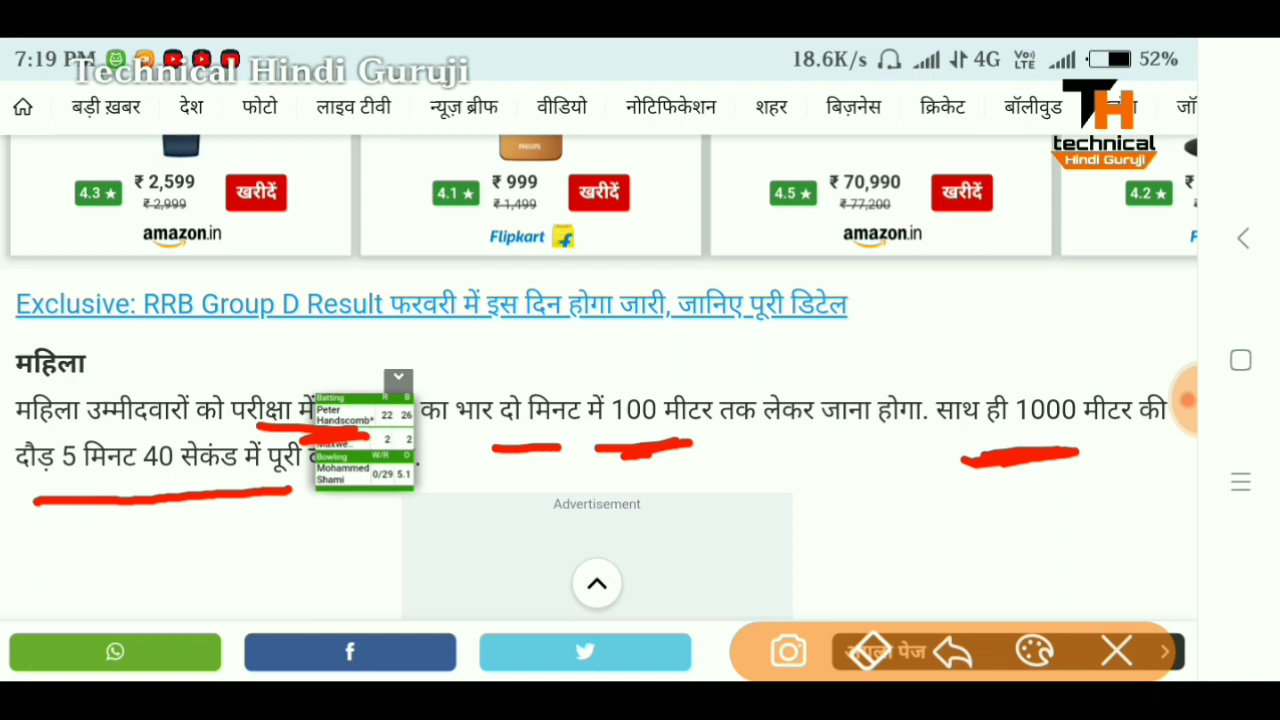 7:19 PM
18.6K/s 4G Vo) LTE 52%
Technical Hindi Guruji
बड़ी ख़बर देश फोटो लाइव टीवी न्यूज़ ब्रीफ वीडियो नोटिफिकेशन शहर बिज़नेस क्रिकेट बॉलीवुड
TH
technical
Hindi Guruji
PHILIPS
4.3 ★ ₹ 2,599 ₹ 2,999 खरीदें
amazon.in
4.1 ★ ₹ 999 ₹ 1,499 खरीदें
Flipkart
4.5 ★ ₹ 70,990 ₹ 77,200 खरीदें
amazon.in
4.2 ★ ₹
Exclusive: RRB Group D Result फरवरी में इस दिन होगा जारी, जानिए पूरी डिटेल
महिला
महिला उम्मीदवारों को परीक्षा में का भार दो मिनट में 100 मीटर तक लेकर जाना होगा. साथ ही 1000 मीटर की
दौड़ 5 मिनट 40 सेकंड में पूरी
Batting R B
Peter
Handscomb* 22 26
2 2
Bowling W/R O
Mohammed
Shami 0/29 5.1
Advertisement
पेज